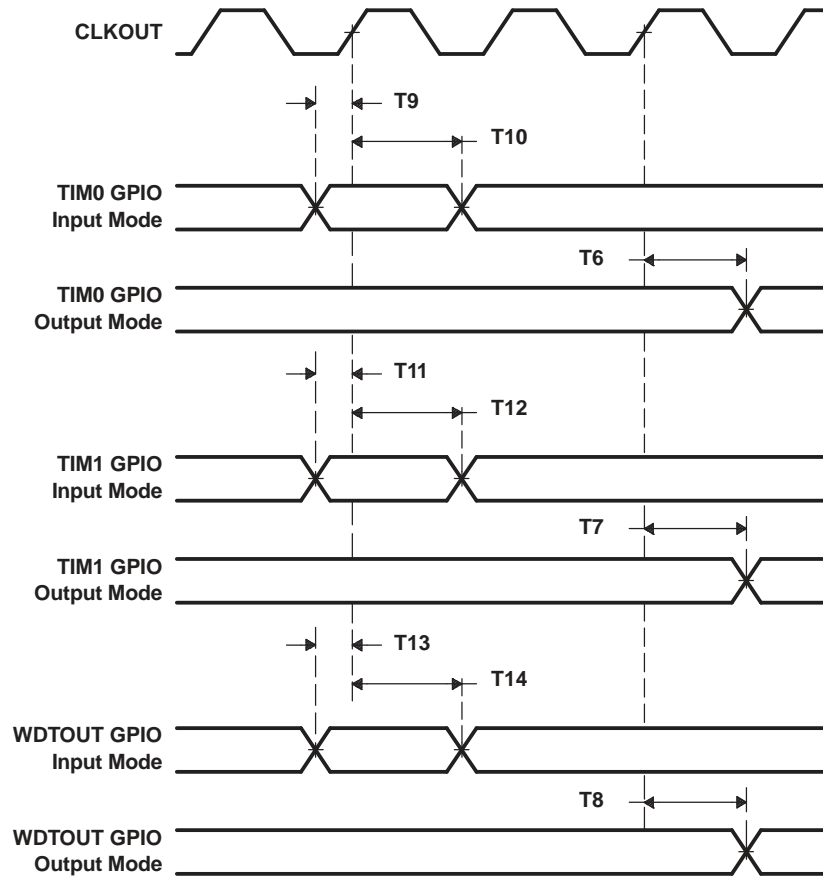 CLKOUT
T9
T10
TIM0 GPIO
Input Mode
T6
TIM0 GPIO
Output Mode
T11
T12
TIM1 GPIO
Input Mode
T7
TIM1 GPIO
Output Mode
T13
T14
WDTOUT GPIO
Input Mode
T8
WDTOUT GPIO
Output Mode